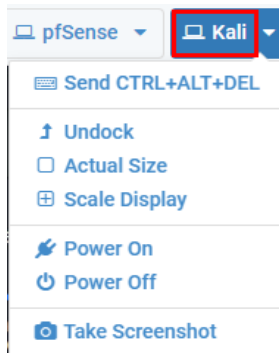 pfSense Kali
Send CTRL+ALT+DEL
Undock
Actual Size
Scale Display
Power On
Power Off
Take Screenshot